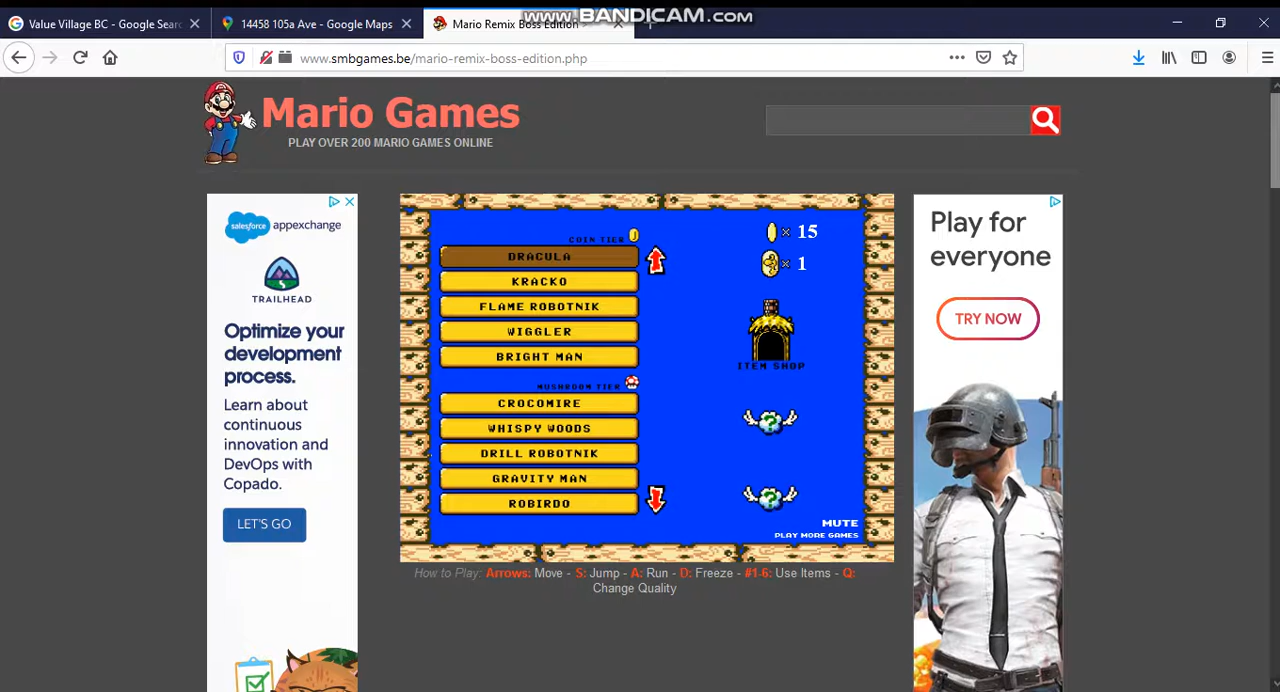 Value Village BC - Google Sear
14458 105a Ave - Google Maps
Mario Remix Boss Edition
www.BANDICAM.com
www.smbgames.be/mario-remix-boss-edition.php
Mario Games
PLAY OVER 200 MARIO GAMES ONLINE
salesforce appexchange
TRAILHEAD
Optimize your
development
process.
Learn about
continuous
innovation and
DevOps with
Copado.
LET'S GO
COIN TIER
DRACULA
KRACKO
FLAME ROBOTNIK
WIGGLER
BRIGHT MAN
MUSHROOM TIER
CROCOMIRE
WHISPY WOODS
DRILL ROBOTNIK
GRAVITY MAN
ROBIRDO
× 15
× 1
ITEM SHOP
?
?
MUTE
PLAY MORE GAMES
How to Play: Arrows: Move - S: Jump - A: Run - D: Freeze - #1-6: Use Items - Q:
Change Quality
Play for
everyone
TRY NOW